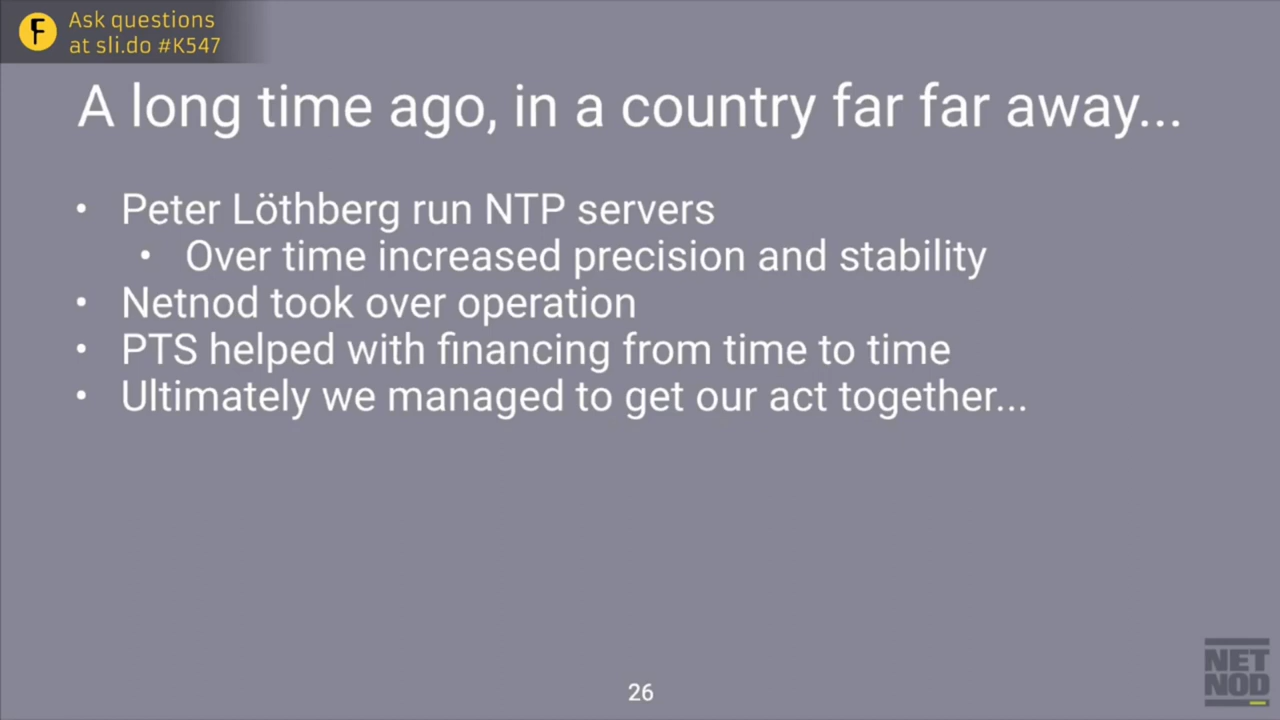 F
Ask questions
at sli.do #K547
A long time ago, in a country far far away...
• Peter Löthberg run NTP servers
• Over time increased precision and stability
• Netnod took over operation
• PTS helped with financing from time to time
• Ultimately we managed to get our act together...
26
NET
NOD